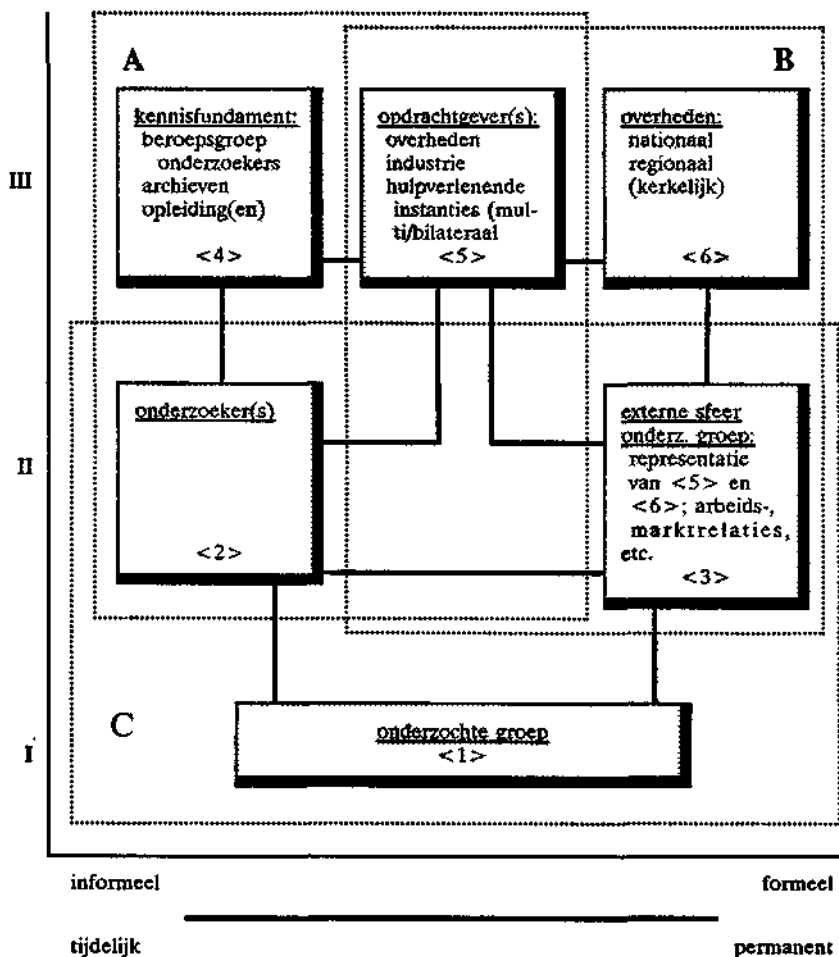 A
B
III
kennisfundament:
beroepsgroep
onderzoekers
archieven
opleiding(en)
<4>
opdrachtgever(s):
overheden
industrie
hulpverlenende
instanties (mul-
ti/bilateraal
<5>
overheden:
nationaal
regionaal
(kerkelijk)
<6>
II
onderzoeker(s)
<2>
externe sfeer
onderz. groep:
representatie
van <5> en
<6>; arbeids-,
marktrelaties,
etc.
<3>
I
C
onderzochte groep
<1>
informeel
formeel
tijdelijk
permanent